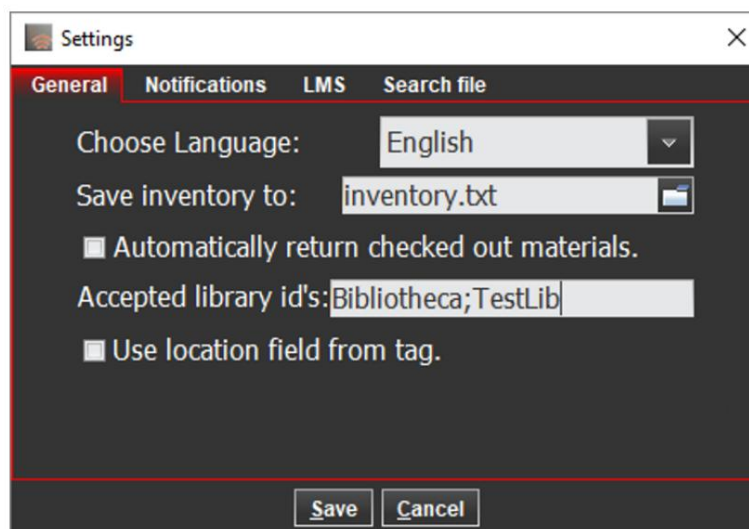 Settings
General Notifications LMS Search file
Choose Language: English
Save inventory to: inventory.txt
Automatically return checked out materials.
Accepted library id's: Bibliotheca;TestLib
Use location field from tag.
Save Cancel